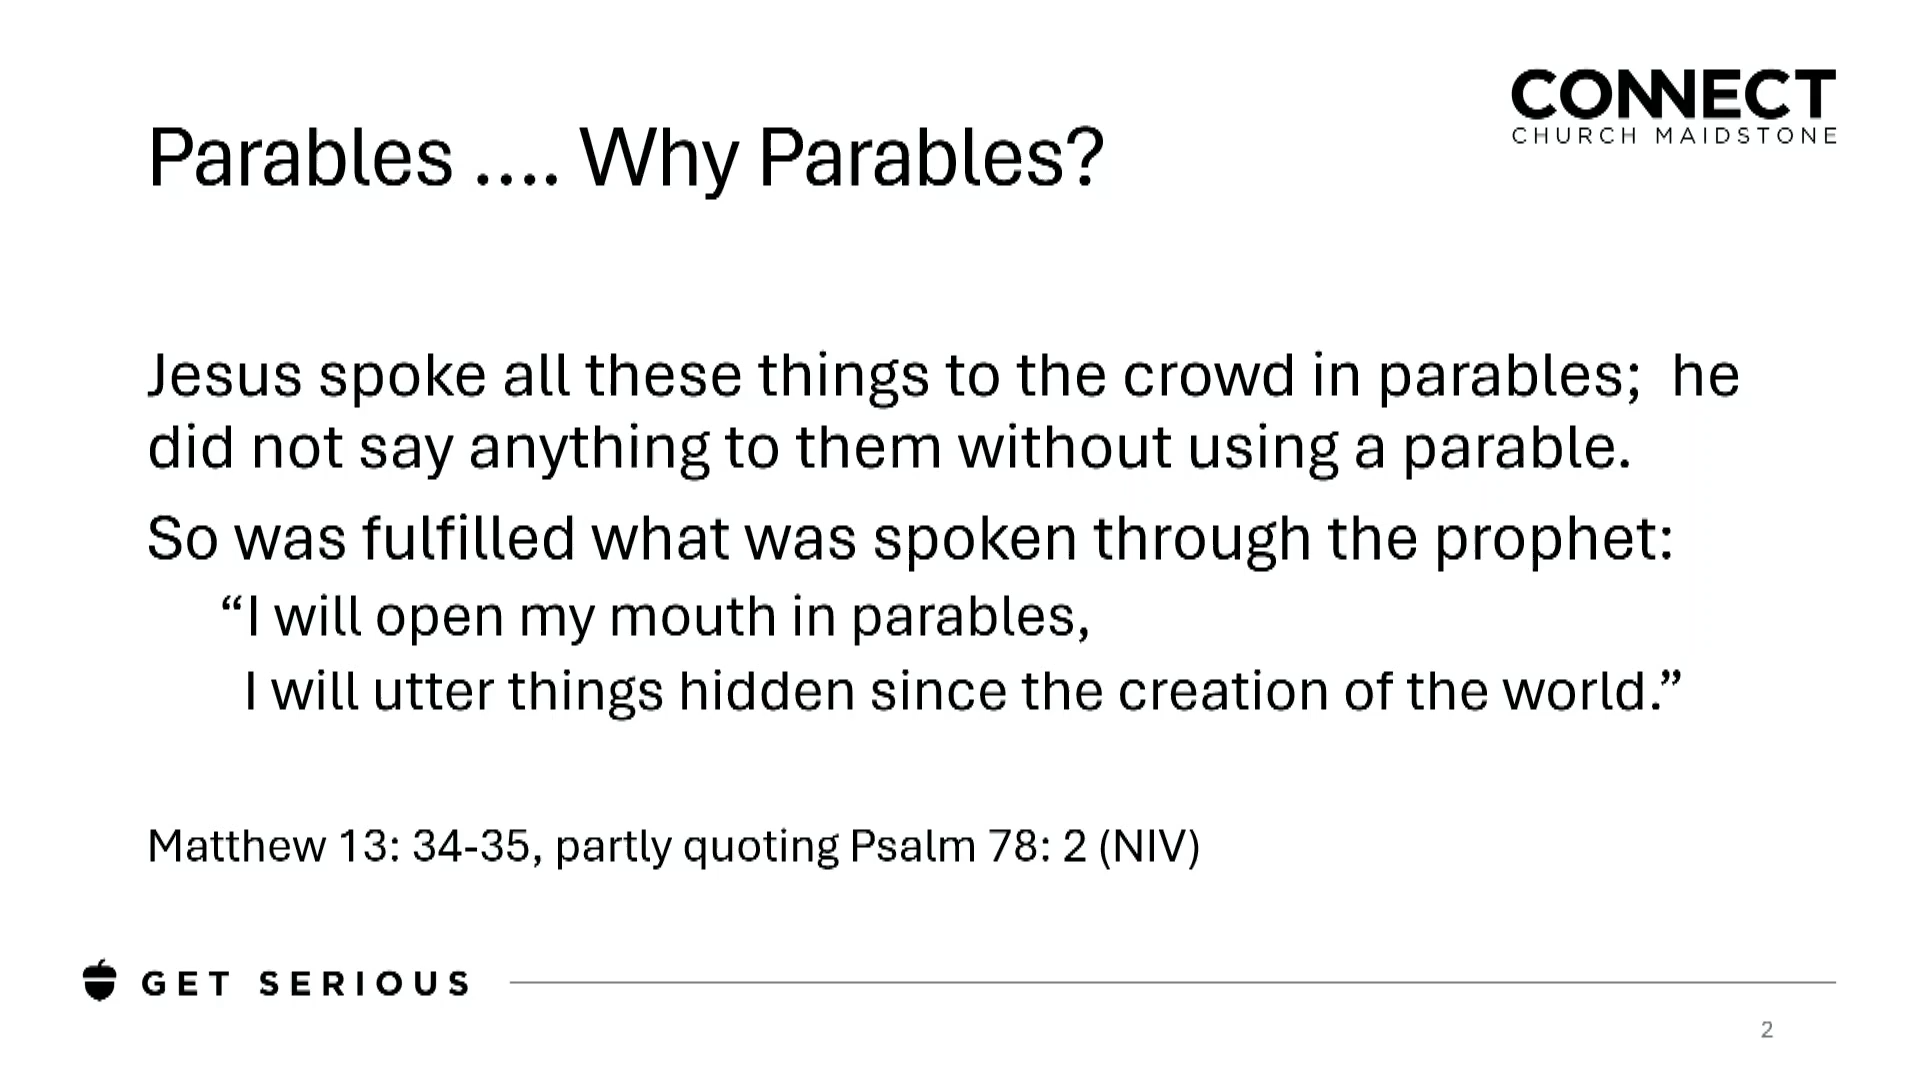 CONNECT
CHURCH MAIDSTONE
Parables .... Why Parables?
Jesus spoke all these things to the crowd in parables;  he
did not say anything to them without using a parable.
So was fulfilled what was spoken through the prophet:
“I will open my mouth in parables,
I will utter things hidden since the creation of the world.”
Matthew 13: 34-35, partly quoting Psalm 78: 2 (NIV)
GET SERIOUS
2